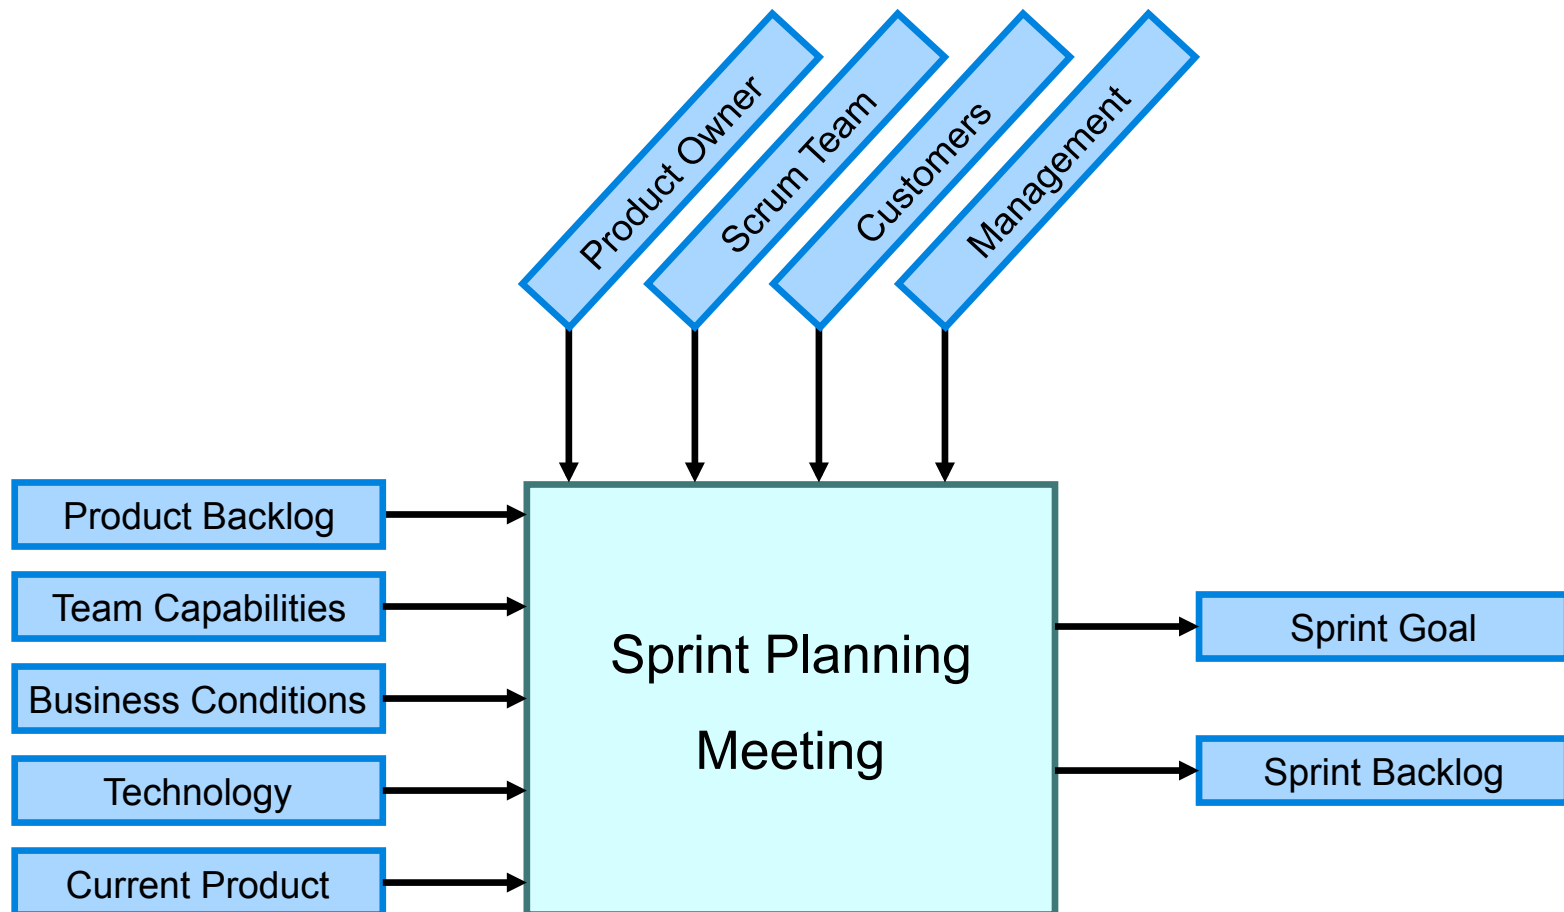 Product Owner
Scrum Team
Customers
Management
Product Backlog
Team Capabilities
Business Conditions
Technology
Current Product
Sprint Planning
Meeting
Sprint Goal
Sprint Backlog